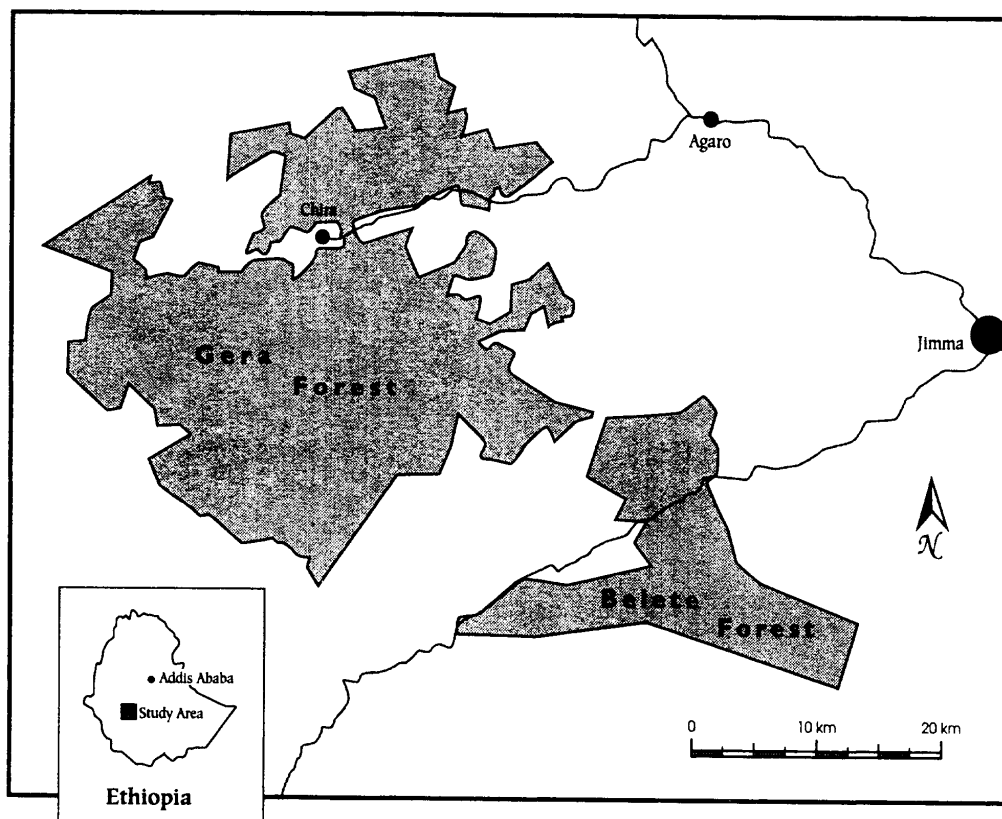 Agaro
Chira
Jimma
Gera
Forest
N
Belete
Forest
Addis Ababa
Study Area
Ethiopia
0 10 km 20 km